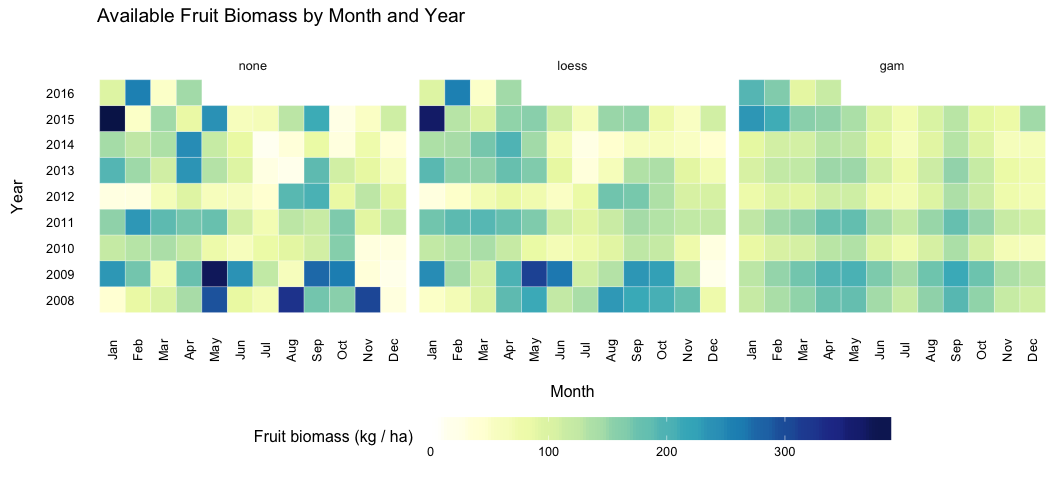 Available Fruit Biomass by Month and Year
none loess gam
2016
2015
2014
2013
2012
2011
2010
2009
2008
Year
Jan Feb Mar Apr May Jun Jul Aug Sep Oct Nov Dec Jan Feb Mar Apr May Jun Jul Aug Sep Oct Nov Dec Jan Feb Mar Apr May Jun Jul Aug Sep Oct Nov Dec
Month
Fruit biomass (kg / ha)
0 100 200 300